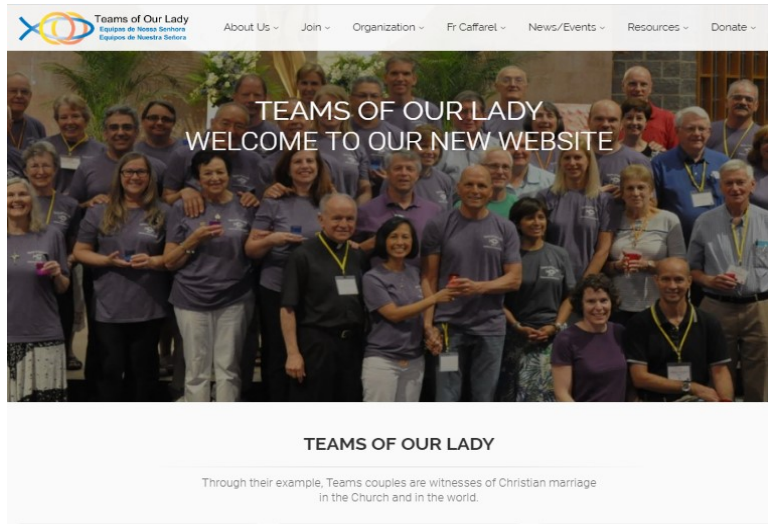 Teams of Our Lady
Equipas de Nossa Senhora
Equipos de Nuestra Señora
About Us
Join
Organization
Fr Caffarel
News/Events
Resources
Donate
TEAMS OF OUR LADY
WELCOME TO OUR NEW WEBSITE
TEAMS OF OUR LADY
Through their example, Teams couples are witnesses of Christian marriage
in the Church and in the world.